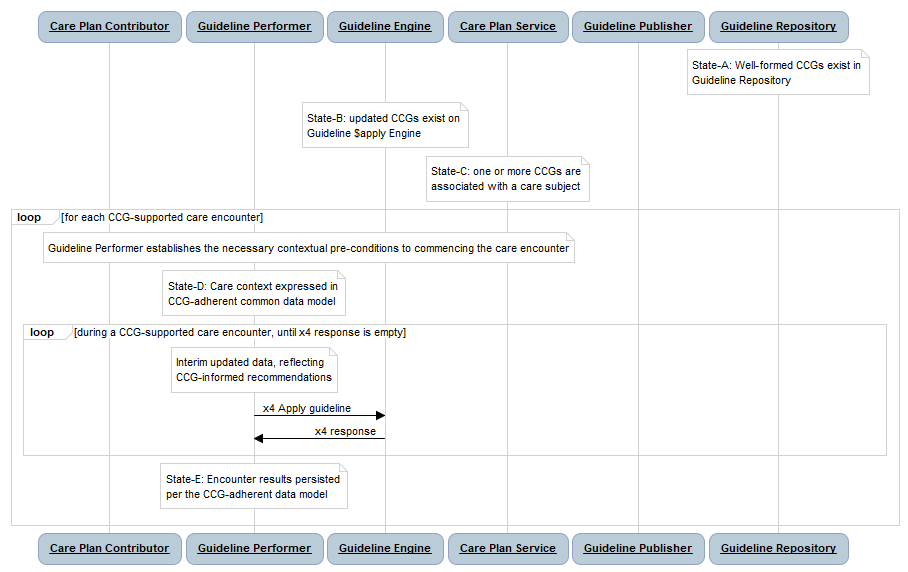 Care Plan Contributor
Guideline Performer
Guideline Engine
Care Plan Service
Guideline Publisher
Guideline Repository
State-A: Well-formed CCGs exist in
Guideline Repository
State-B: updated CCGs exist on
Guideline $apply Engine
State-C: one or more CCGs are
associated with a care subject
loop
[for each CCG-supported care encounter]
Guideline Performer establishes the necessary contextual pre-conditions to commencing the care encounter
State-D: Care context expressed in
CCG-adherent common data model
loop
[during a CCG-supported care encounter, until x4 response is empty]
Interim updated data, reflecting
CCG-informed recommendations
x4 Apply guideline
x4 response
State-E: Encounter results persisted
per the CCG-adherent data model
Care Plan Contributor
Guideline Performer
Guideline Engine
Care Plan Service
Guideline Publisher
Guideline Repository